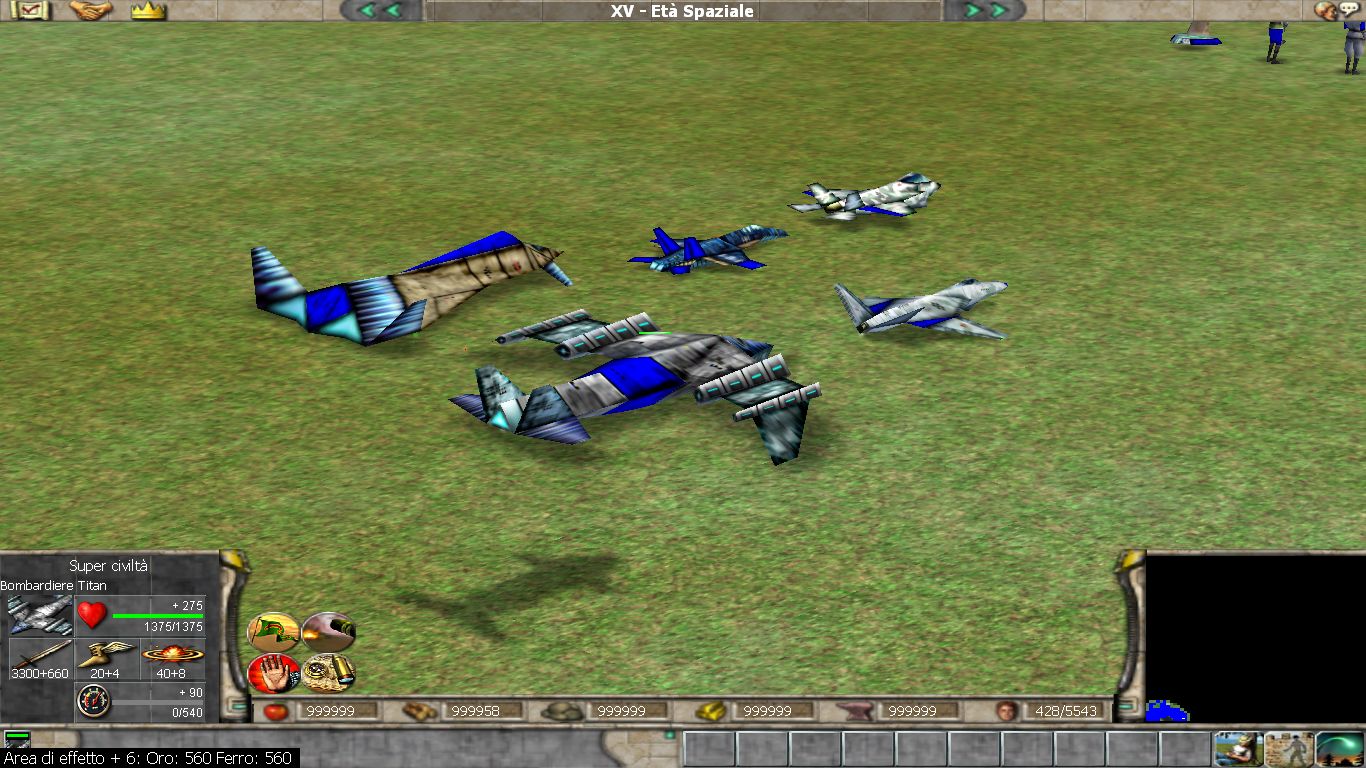 XV - Età Spaziale
Super civiltà
Bombardiere Titan
+ 275
1375/1375
3300+660 20+4 40+8
+ 90
0/540
999999 999958 999999 999999 999999 428/5543
Area di effetto + 6: Oro: 560 Ferro: 560